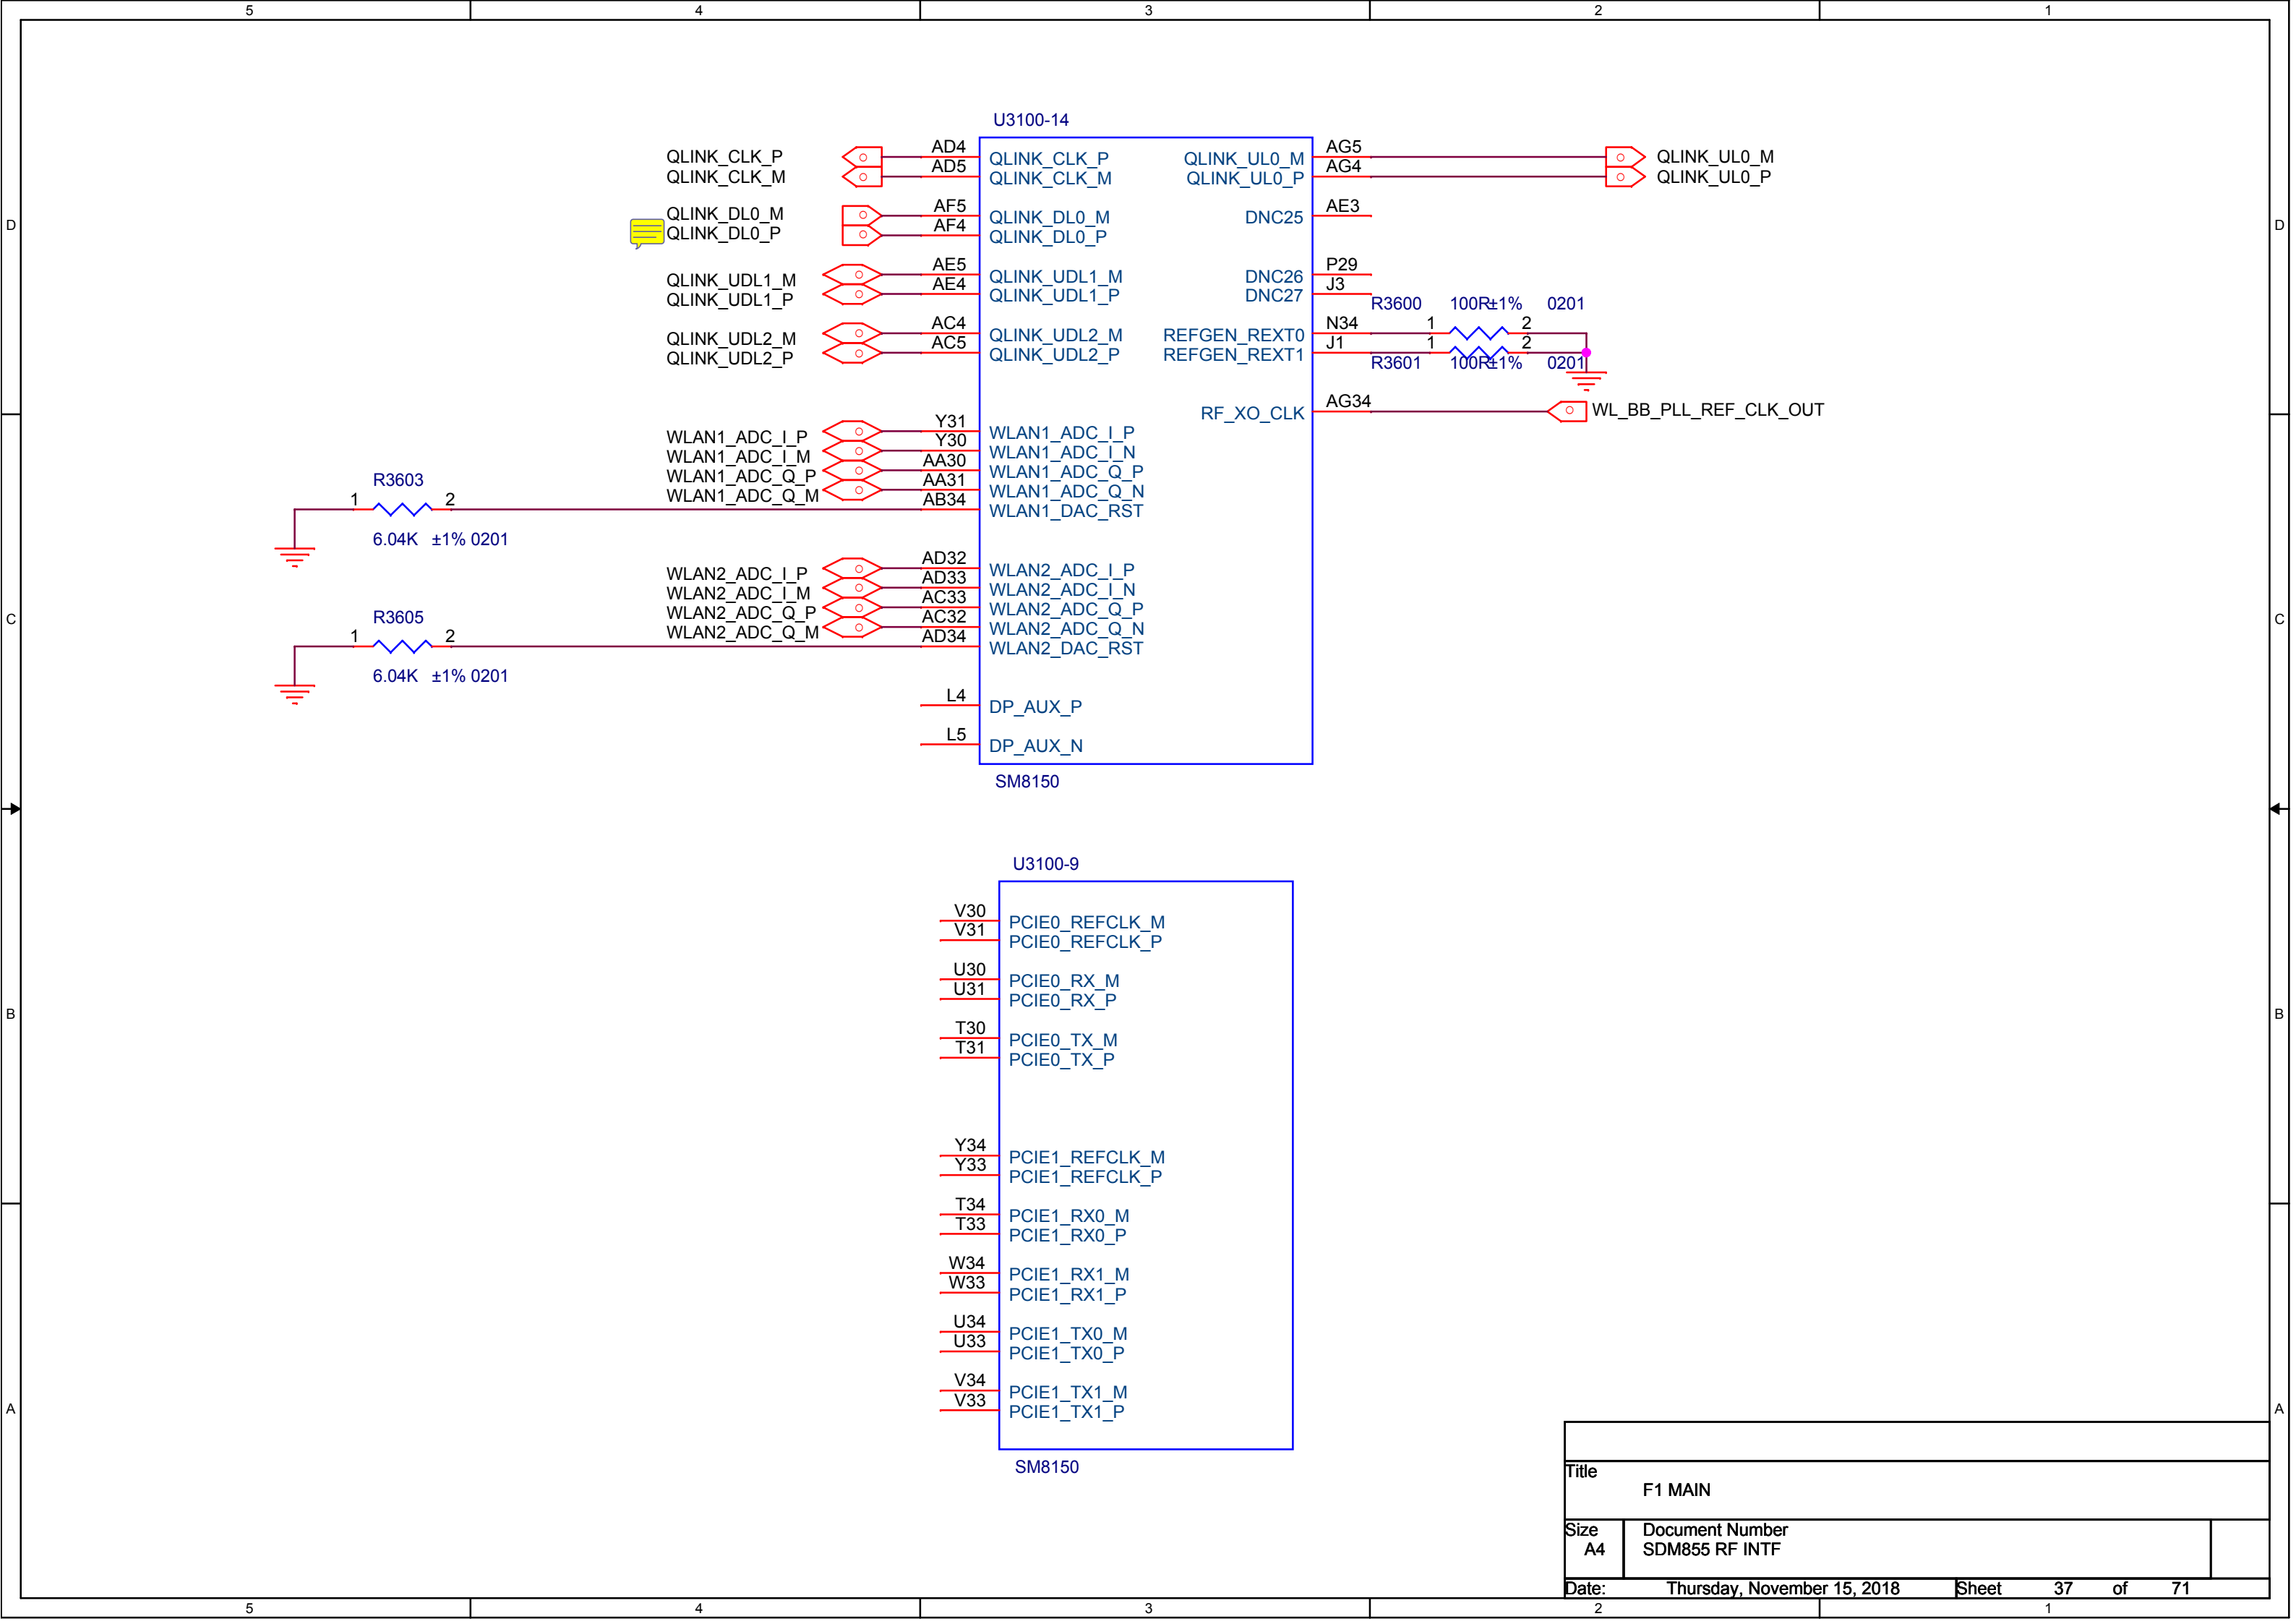 5 4 3 2 1
U3100-14
QLINK_CLK_P AD4 QLINK_CLK_P QLINK_UL0_M AG5 QLINK_UL0_M
QLINK_CLK_M AD5 QLINK_CLK_M QLINK_UL0_P AG4 QLINK_UL0_P
QLINK_DL0_M AF5 QLINK_DL0_M DNC25 AE3
D QLINK_DL0_P AF4 QLINK_DL0_P D
QLINK_UDL1_M AE5 QLINK_UDL1_M DNC26 P29
QLINK_UDL1_P AE4 QLINK_UDL1_P DNC27 J3
R3600 100R±1% 0201
QLINK_UDL2_M AC4 QLINK_UDL2_M REFGEN_REXT0 N34 1 2
QLINK_UDL2_P AC5 QLINK_UDL2_P REFGEN_REXT1 J1 1 2
R3601 100R±1% 0201
RF_XO_CLK AG34 WL_BB_PLL_REF_CLK_OUT
WLAN1_ADC_I_P Y31 WLAN1_ADC_I_P
WLAN1_ADC_I_M Y30 WLAN1_ADC_I_N
WLAN1_ADC_Q_P AA30 WLAN1_ADC_Q_P
R3603
WLAN1_ADC_Q_M AA31 WLAN1_ADC_Q_N
1 2 AB34 WLAN1_DAC_RST
6.04K ±1% 0201
WLAN2_ADC_I_P AD32 WLAN2_ADC_I_P
WLAN2_ADC_I_M AD33 WLAN2_ADC_I_N
WLAN2_ADC_Q_P AC33 WLAN2_ADC_Q_P
C R3605 C
WLAN2_ADC_Q_M AC32 WLAN2_ADC_Q_N
1 2 AD34 WLAN2_DAC_RST
6.04K ±1% 0201
L4 DP_AUX_P
L5 DP_AUX_N
SM8150
U3100-9
V30 PCIE0_REFCLK_M
V31 PCIE0_REFCLK_P
U30 PCIE0_RX_M
U31 PCIE0_RX_P
B B
T30 PCIE0_TX_M
T31 PCIE0_TX_P
Y34 PCIE1_REFCLK_M
Y33 PCIE1_REFCLK_P
T34 PCIE1_RX0_M
T33 PCIE1_RX0_P
W34 PCIE1_RX1_M
W33 PCIE1_RX1_P
U34 PCIE1_TX0_M
U33 PCIE1_TX0_P
V34 PCIE1_TX1_M
V33 PCIE1_TX1_P
A A
SM8150
Title
F1 MAIN
Size Document Number
A4 SDM855 RF INTF
Date: Thursday, November 15, 2018 Sheet 37 of 71
5 4 3 2 1